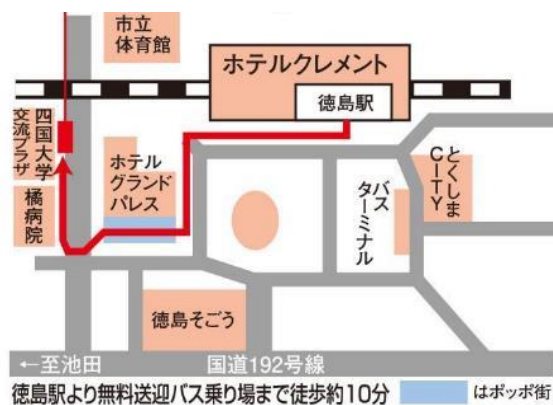 市立
体育館
ホテルクレメント
徳島駅
四国大学
交流プラザ
橘病院
ホテル
グランド
パレス
バス
ターミナル
とくしま
CITY
徳島そごう
←至池田
国道192号線
徳島駅より無料送迎バス乗り場まで徒歩約10分
はポッポ街